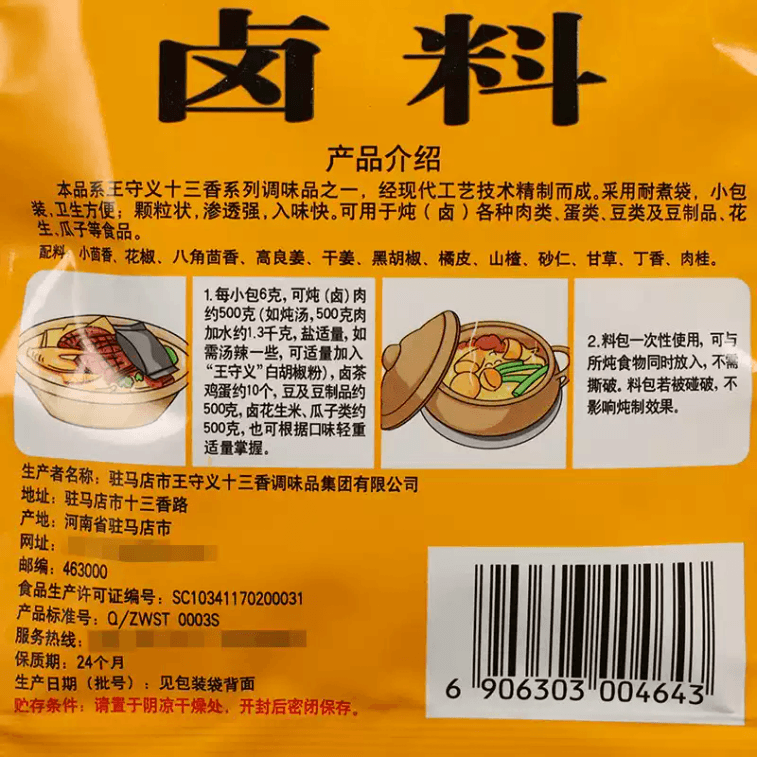 卤料
产品介绍
本品系王守义十三香系列调味品之一，经现代工艺技术精制而成。采用耐煮袋，小包
装，卫生方便；颗粒状，渗透强，入味快。可用于炖（卤）各种肉类、蛋类、豆类及豆制品、花
生、瓜子等食品。
配料：小茴香、花椒、八角茴香、高良姜、干姜、黑胡椒、橘皮、山楂、砂仁、甘草、丁香、肉桂。
1.每小包6克，可炖（卤）肉
约500克（如炖汤，500克肉
加水约1.3千克，盐适量，如
需汤辣一些，可适量加入
“王守义”白胡椒粉），卤茶
鸡蛋约10个，豆及豆制品约
500克，卤花生米、瓜子类约
500克，也可根据口味轻重
适量掌握。
2.料包一次性使用，可与
所炖食物同时放入，不需
撕破。料包若被碰破，不
影响炖制效果。
生产者名称：驻马店市王守义十三香调味品集团有限公司
地址：驻马店市十三香路
产地：河南省驻马店市
网址：
邮编：463000
食品生产许可证编号：SC10341170200031
产品标准号：Q/ZWST 0003S
服务热线：
保质期：24个月
生产日期（批号）：见包装袋背面
贮存条件：请置于阴凉干燥处，开封后密闭保存。
6 906303 004643